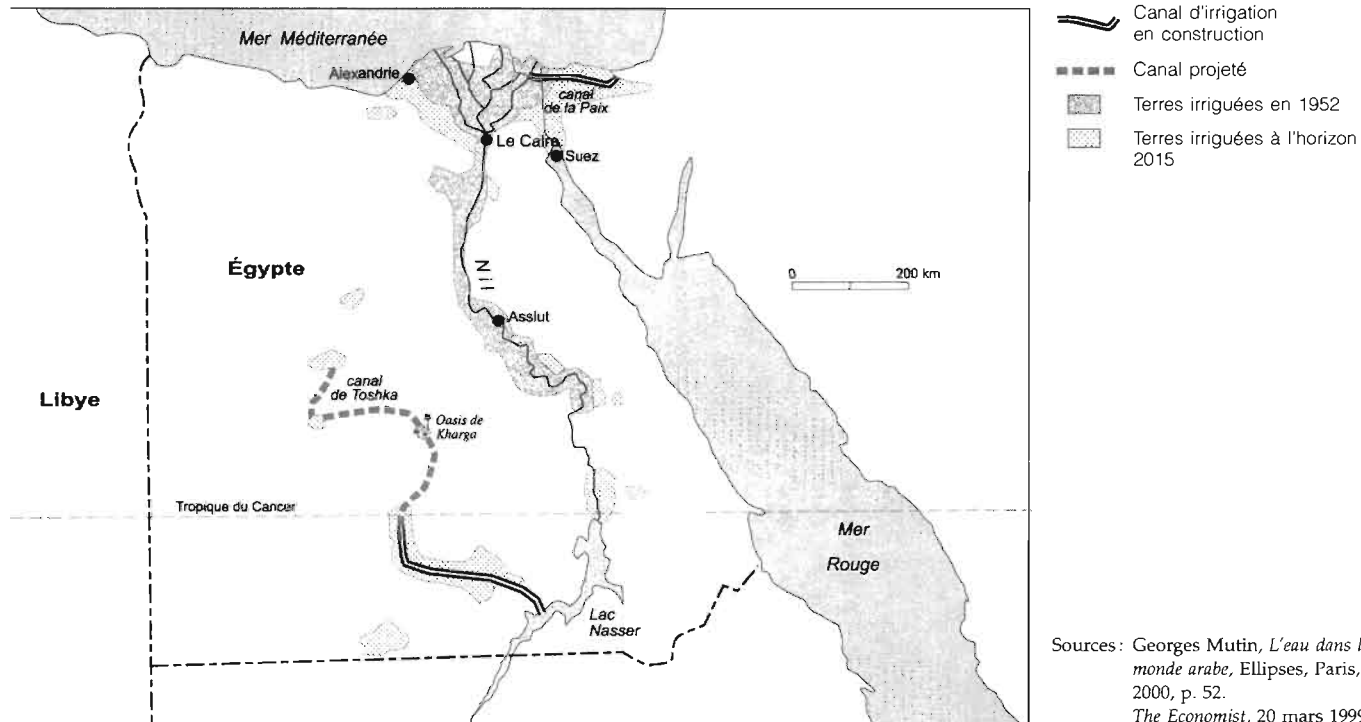 Mer Méditerranée
Alexandrie
canal
de la Paix
Le Caire
Suez
Égypte
Nil
0 200 km
Assiut
canal
de Toshka
Libye
Oasis de
Kharga
Tropique du Cancer
Mer
Rouge
Lac
Nasser
Canal d'irrigation
en construction
Canal projeté
Terres irriguées en 1952
Terres irriguées à l'horizon
2015
Sources : Georges Mutin, L'eau dans l
monde arabe, Ellipses, Paris,
2000, p. 52.
The Economist, 20 mars 1999